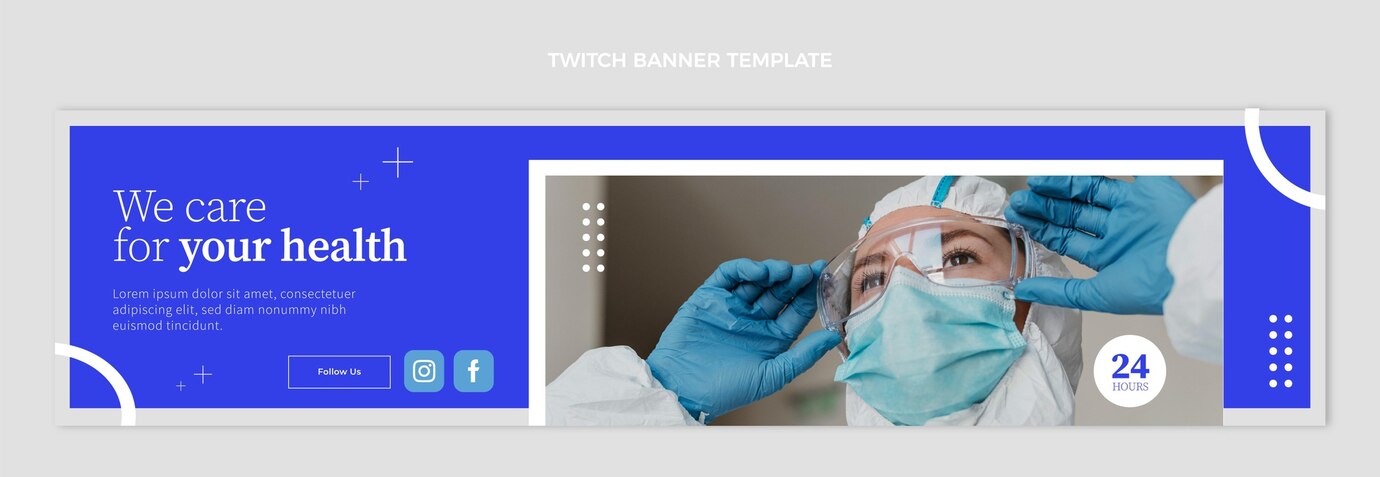 TWITCH BANNER TEMPLATE
We care
for your health
Lorem ipsum dolor sit amet, consectetuer
adipiscing elit, sed diam nonummy nibh
euismod tincidunt.
Follow Us
24
HOURS